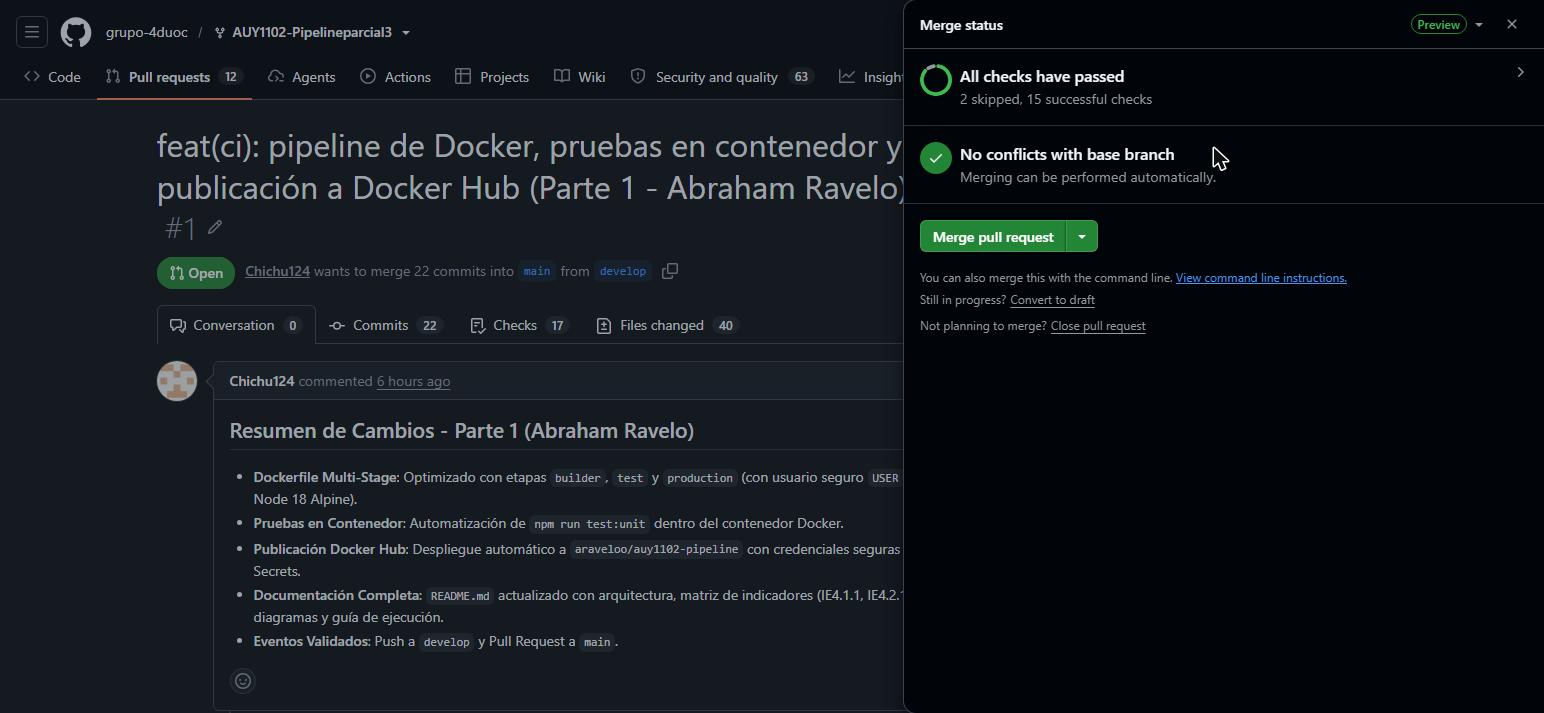 grupo-4duoc / AUY1102-Pipelineparcial3
Code Pull requests 12 Agents Actions Projects Wiki Security and quality 63 Insigh
feat(ci): pipeline de Docker, pruebas en contenedor y
publicación a Docker Hub (Parte 1 - Abraham Ravelo)
#1
Open Chichu124 wants to merge 22 commits into main from develop
Conversation 0 Commits 22 Checks 17 Files changed 40
Chichu124 commented 6 hours ago
Resumen de Cambios - Parte 1 (Abraham Ravelo)
Dockerfile Multi-Stage: Optimizado con etapas builder, test y production (con usuario seguro USER
Node 18 Alpine).
Pruebas en Contenedor: Automatización de npm run test:unit dentro del contenedor Docker.
Publicación Docker Hub: Despliegue automático a araveloo/auy1102-pipeline con credenciales seguras
Secrets.
Documentación Completa: README.md actualizado con arquitectura, matriz de indicadores (IE4.1.1, IE4.2.1
diagramas y guía de ejecución.
Eventos Validados: Push a develop y Pull Request a main.
Merge status Preview
All checks have passed
2 skipped, 15 successful checks
No conflicts with base branch
Merging can be performed automatically.
Merge pull request
You can also merge this with the command line. View command line instructions.
Still in progress? Convert to draft
Not planning to merge? Close pull request